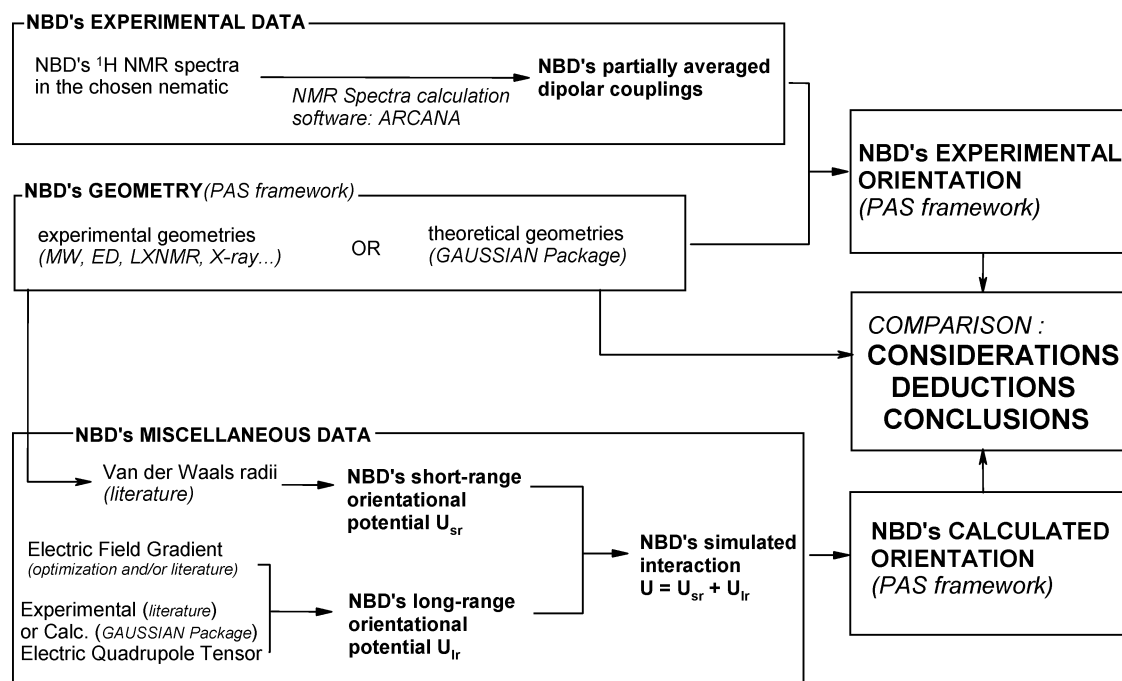 NBD's EXPERIMENTAL DATA
NBD's ¹H NMR spectra
in the chosen nematic
NMR Spectra calculation
software: ARCANA
NBD's partially averaged
dipolar couplings
NBD's EXPERIMENTAL
ORIENTATION
(PAS framework)
NBD's GEOMETRY(PAS framework)
experimental geometries
(MW, ED, LXNMR, X-ray...)
OR
theoretical geometries
(GAUSSIAN Package)
COMPARISON :
CONSIDERATIONS
DEDUCTIONS
CONCLUSIONS
NBD's MISCELLANEOUS DATA
Van der Waals radii
(literature)
NBD's short-range
orientational
potential Uₛᵣ
Electric Field Gradient
(optimization and/or literature)
Experimental (literature)
or Calc. (GAUSSIAN Package)
Electric Quadrupole Tensor
NBD's long-range
orientational
potential Uₗᵣ
NBD's simulated
interaction
U = Uₛᵣ + Uₗᵣ
NBD's CALCULATED
ORIENTATION
(PAS framework)